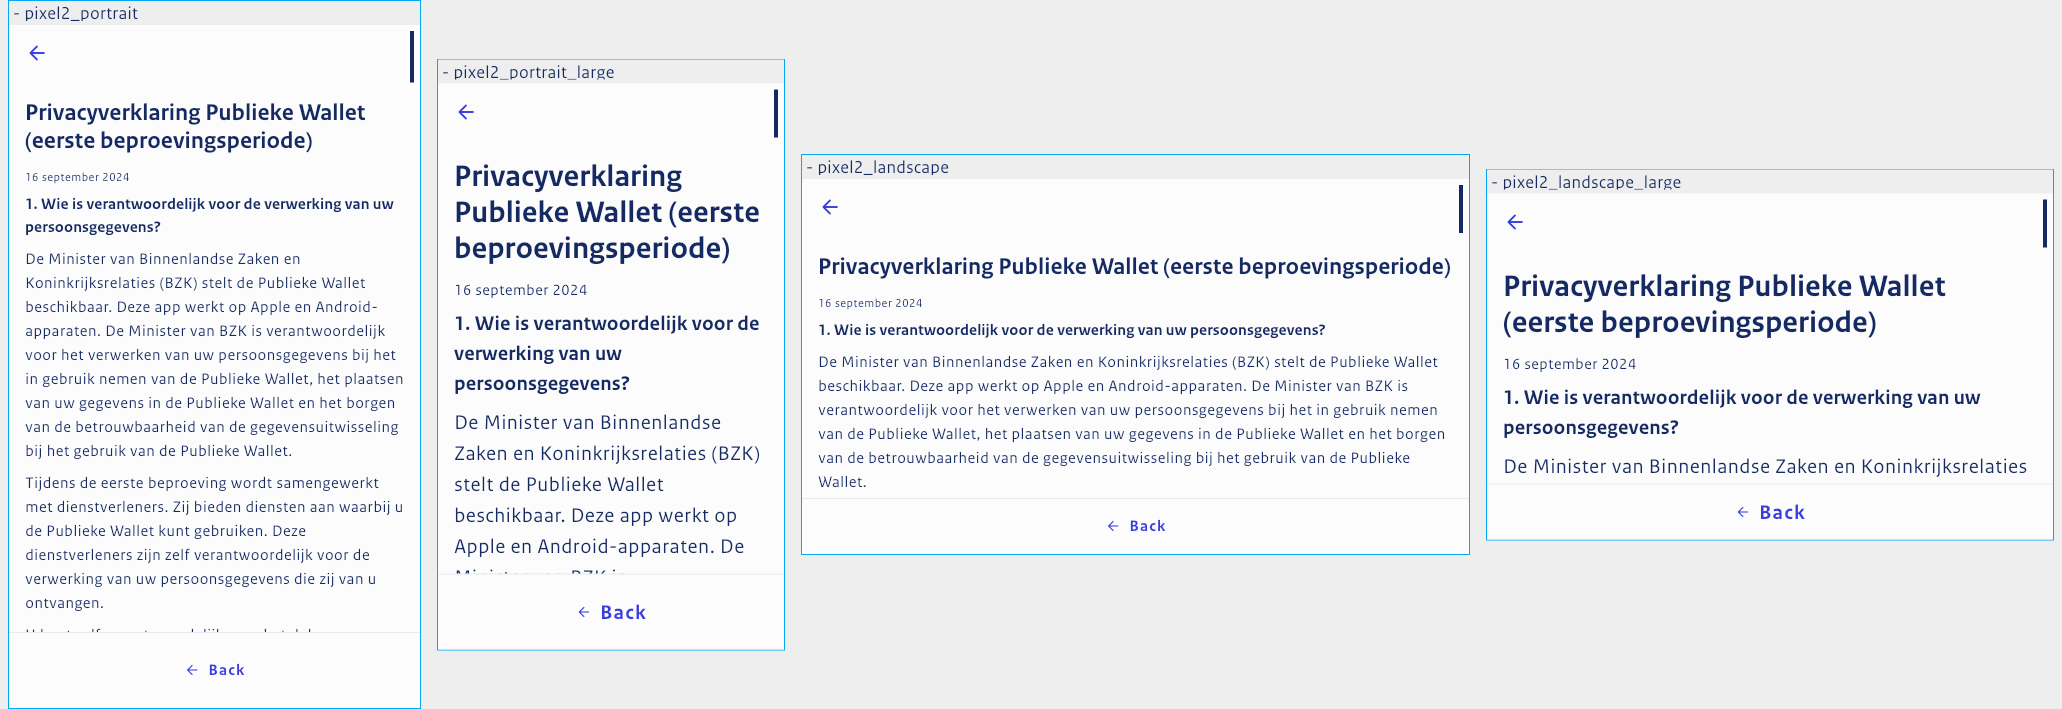 - pixel2_portrait
Privacyverklaring Publieke Wallet
(eerste beproevingsperiode)
16 september 2024
1. Wie is verantwoordelijk voor de verwerking van uw
persoonsgegevens?
De Minister van Binnenlandse Zaken en
Koninkrijksrelaties (BZK) stelt de Publieke Wallet
beschikbaar. Deze app werkt op Apple en Android-
apparaten. De Minister van BZK is verantwoordelijk
voor het verwerken van uw persoonsgegevens bij het
in gebruik nemen van de Publieke Wallet, het plaatsen
van uw gegevens in de Publieke Wallet en het borgen
van de betrouwbaarheid van de gegevensuitwisseling
bij het gebruik van de Publieke Wallet.
Tijdens de eerste beproeving wordt samengewerkt
met dienstverleners. Zij bieden diensten aan waarbij u
de Publieke Wallet kunt gebruiken. Deze
dienstverleners zijn zelf verantwoordelijk voor de
verwerking van uw persoonsgegevens die zij van u
ontvangen.
Back
- pixel2_portrait_large
Privacyverklaring
Publieke Wallet (eerste
beproevingsperiode)
16 september 2024
1. Wie is verantwoordelijk voor de
verwerking van uw
persoonsgegevens?
De Minister van Binnenlandse
Zaken en Koninkrijksrelaties (BZK)
stelt de Publieke Wallet
beschikbaar. Deze app werkt op
Apple en Android-apparaten. De
Minister van BZK is
Back
- pixel2_landscape
Privacyverklaring Publieke Wallet (eerste beproevingsperiode)
16 september 2024
1. Wie is verantwoordelijk voor de verwerking van uw persoonsgegevens?
De Minister van Binnenlandse Zaken en Koninkrijksrelaties (BZK) stelt de Publieke Wallet
beschikbaar. Deze app werkt op Apple en Android-apparaten. De Minister van BZK is
verantwoordelijk voor het verwerken van uw persoonsgegevens bij het in gebruik nemen
van de Publieke Wallet, het plaatsen van uw gegevens in de Publieke Wallet en het borgen
van de betrouwbaarheid van de gegevensuitwisseling bij het gebruik van de Publieke
Wallet.
Back
- pixel2_landscape_large
Privacyverklaring Publieke Wallet
(eerste beproevingsperiode)
16 september 2024
1. Wie is verantwoordelijk voor de verwerking van uw
persoonsgegevens?
De Minister van Binnenlandse Zaken en Koninkrijksrelaties
Back